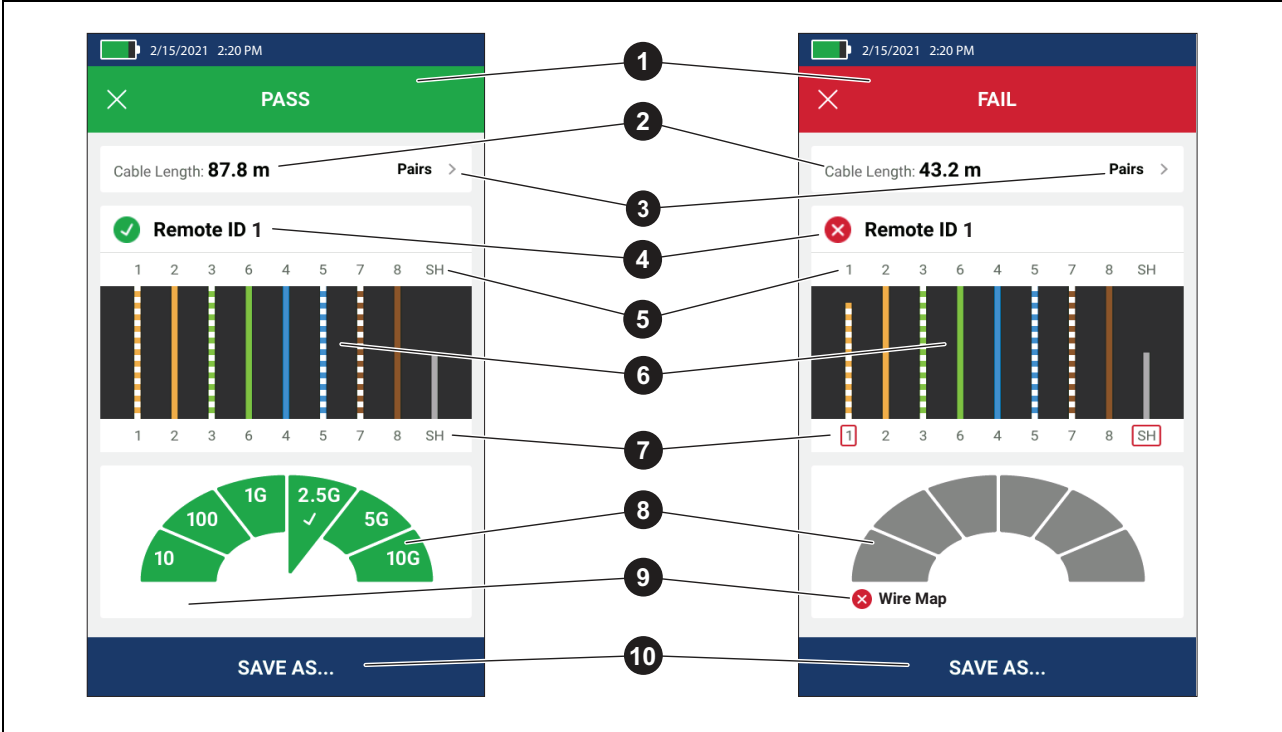 2/15/2021 2:20 PM
PASS
Cable Length: 87.8 m Pairs >
Remote ID 1
1 2 3 6 4 5 7 8 SH
1 2 3 6 4 5 7 8 SH
10 100 1G 2.5G 5G 10G
SAVE AS...
1
2
3
4
5
6
7
8
9
10
2/15/2021 2:20 PM
FAIL
Cable Length: 43.2 m Pairs >
Remote ID 1
1 2 3 6 4 5 7 8 SH
1 2 3 6 4 5 7 8 SH
Wire Map
SAVE AS...